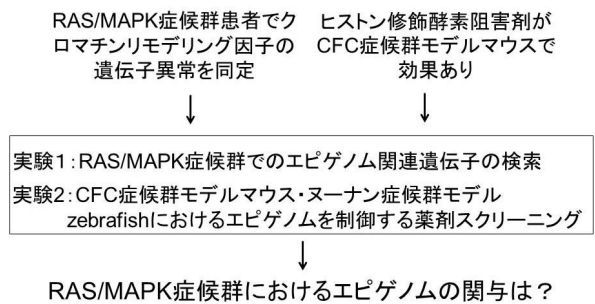 RAS/MAPK症候群患者でク
ロマチンリモデリング因子の
遺伝子異常を同定
ヒストン修飾酵素阻害剤が
CFC症候群モデルマウスで
効果あり
実験1：RAS/MAPK症候群でのエピゲノム関連遺伝子の検索
実験2：CFC症候群モデルマウス・ヌーナン症候群モデル
zebrafishにおけるエピゲノムを制御する薬剤スクリーニング
RAS/MAPK症候群におけるエピゲノムの関与は？